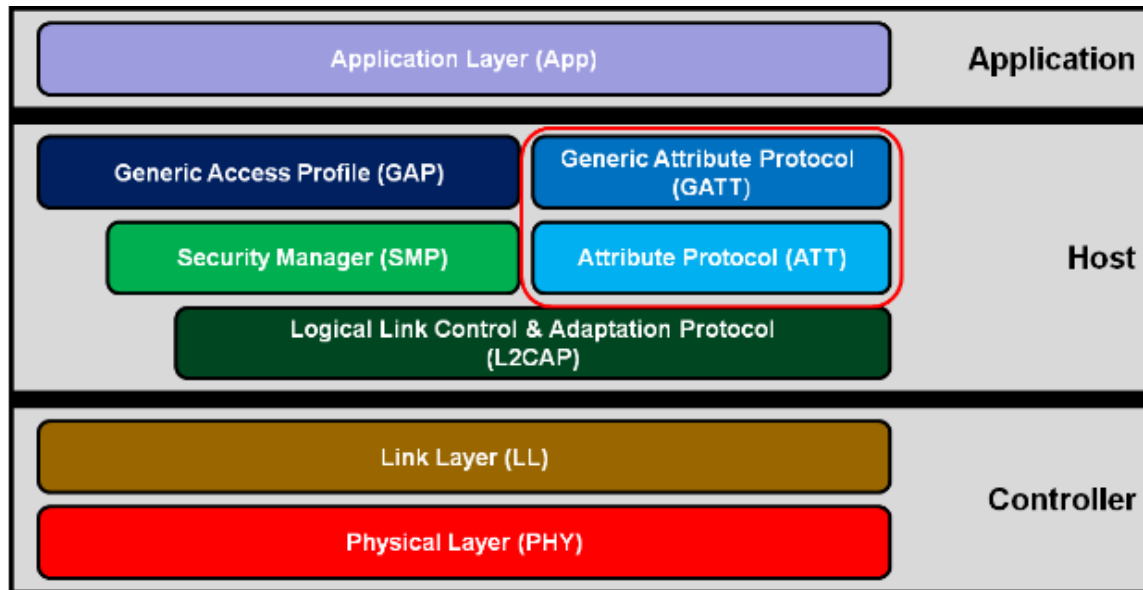 Application Layer (App)
Application
Generic Access Profile (GAP)
Generic Attribute Protocol
(GATT)
Security Manager (SMP)
Attribute Protocol (ATT)
Host
Logical Link Control & Adaptation Protocol
(L2CAP)
Link Layer (LL)
Controller
Physical Layer (PHY)